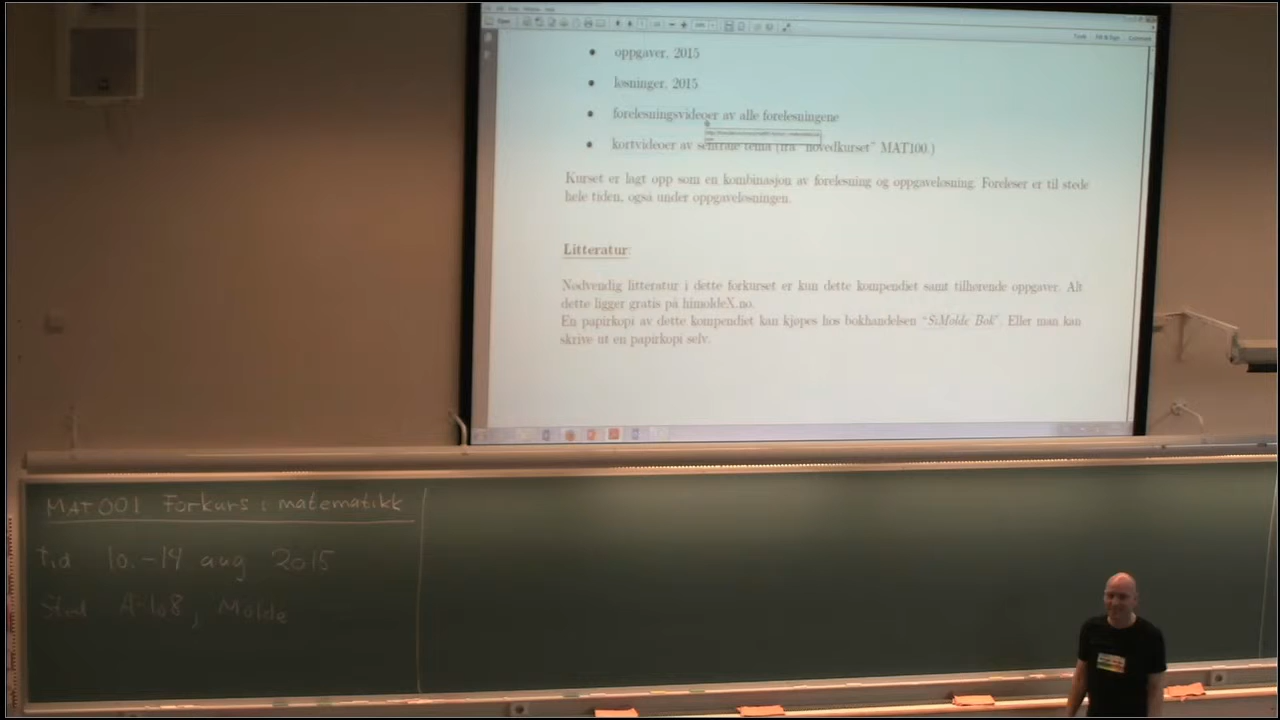 oppgaver, 2015
løsninger, 2015
forelesningsvideoer av alle forelesningene
kortvideoer av sentrale tema (fra "hovedkurset" MAT100.)
Kurset er lagt opp som en kombinasjon av forelesning og oppgaveløsning. Foreleser er til stede
hele tiden, også under oppgaveløsningen.
Litteratur:
Nødvendig litteratur i dette forkurset er kun dette kompendiet samt tilhørende oppgaver. Alt
dette ligger gratis på himoldeX.no.
En papirkopi av dette kompendiet kan kjøpes hos bokhandelsen "SiMolde Bok". Eller man kan
skrive ut en papirkopi selv.
MAT001 Forkurs i matematikk
tid 10.-14 aug 2015
Sted A-1.08, Molde